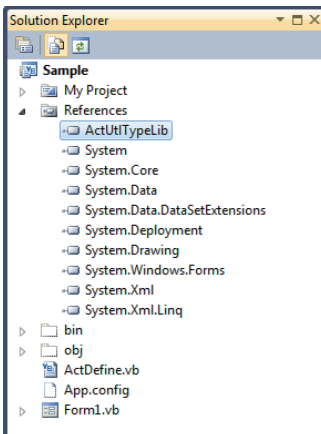 Solution Explorer
Sample
My Project
References
ActUtlTypeLib
System
System.Core
System.Data
System.Data.DataSetExtensions
System.Deployment
System.Drawing
System.Windows.Forms
System.Xml
System.Xml.Linq
bin
obj
ActDefine.vb
App.config
Form1.vb